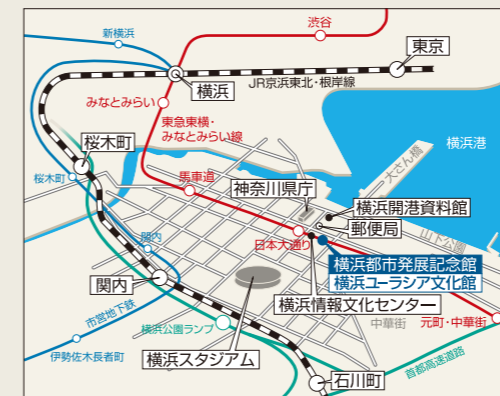 渋谷
新横浜
東京
横浜
JR京浜東北・根岸線
みなとみらい
東急東横・
みなとみらい線
横浜港
桜木町
大さん橋
桜木町
馬車道
神奈川県庁
横浜開港資料館
郵便局
山下公園
関内
日本大通り
横浜都市発展記念館
横浜ユーラシア文化館
関内
横浜情報文化センター
市営地下鉄
中華街
元町・中華街
横浜公園ランプ
伊勢佐木長者町
横浜スタジアム
首都高速道路
石川町